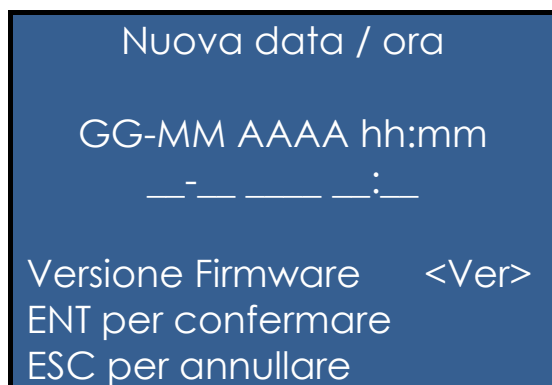 Nuova data / ora
GG-MM AAAA hh:mm
__-__ ____ __:__
Versione Firmware <Ver>
ENT per confermare
ESC per annullare